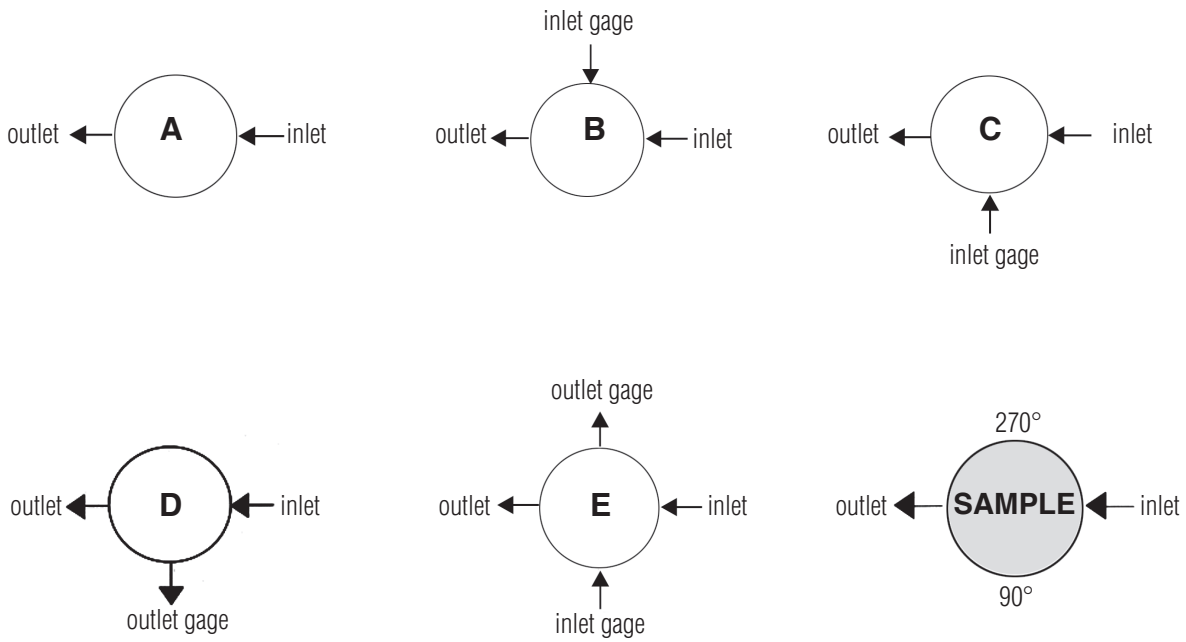 inlet gage
outlet A inlet
outlet B inlet
outlet C inlet
inlet gage
outlet gage
270°
outlet D inlet
outlet E inlet
outlet SAMPLE inlet
90°
outlet gage
inlet gage